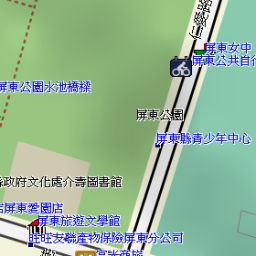 屏東女中
屏東公共自行
屏東公園水池橋樑
屏東公園
屏東縣青少年中心
縣政府文化處介壽圖書館
屏東愛園店
屏東旅遊文學館
旺旺友聯產物保險屏東分公司